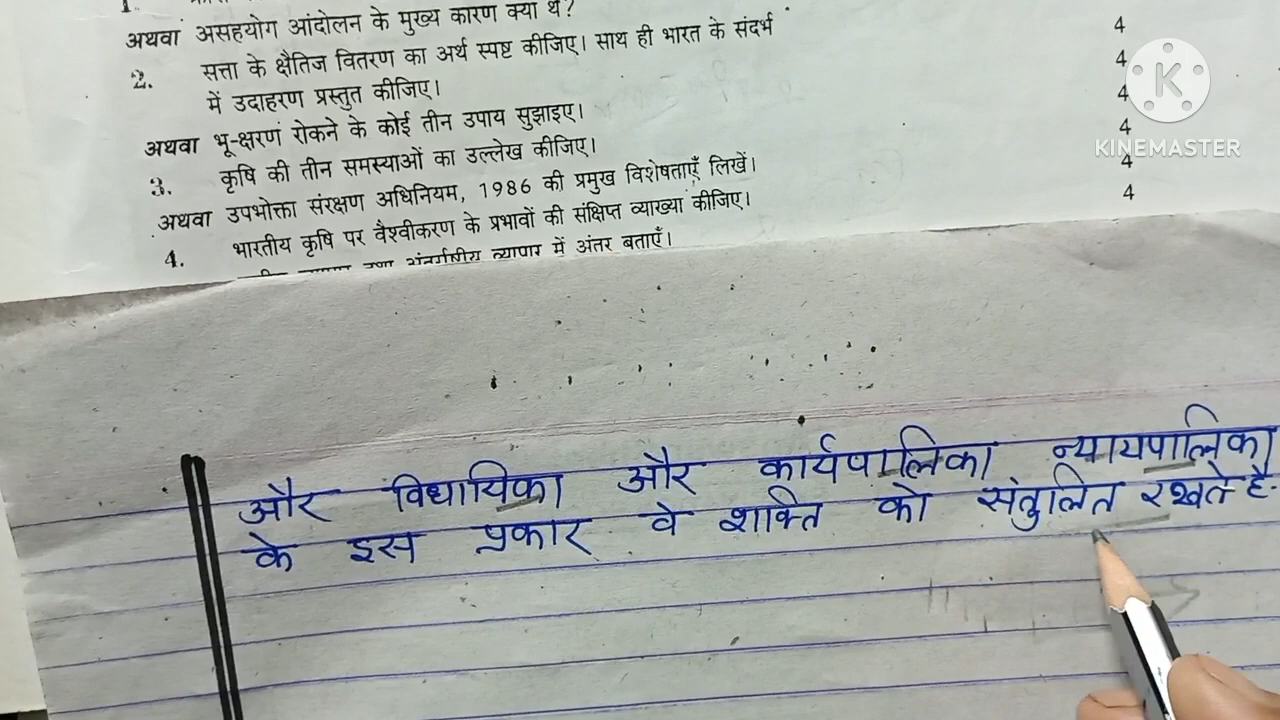 1.
अथवा असहयोग आंदोलन के मुख्य कारण क्या थे? 4
2. सत्ता के क्षैतिज वितरण का अर्थ स्पष्ट कीजिए। साथ ही भारत के संदर्भ 4
में उदाहरण प्रस्तुत कीजिए।
अथवा भू-क्षरण रोकने के कोई तीन उपाय सुझाइए। 4
3. कृषि की तीन समस्याओं का उल्लेख कीजिए। 4
अथवा उपभोक्ता संरक्षण अधिनियम, 1986 की प्रमुख विशेषताएँ लिखें। 4
4. भारतीय कृषि पर वैश्वीकरण के प्रभावों की संक्षिप्त व्याख्या कीजिए। 4
व्यापार में अंतर बताएँ।
K
KINEMASTER
और विधायिका और कार्यपालिका न्यायपालिका
के इस प्रकार वे शक्ति को संतुलित रखते है.